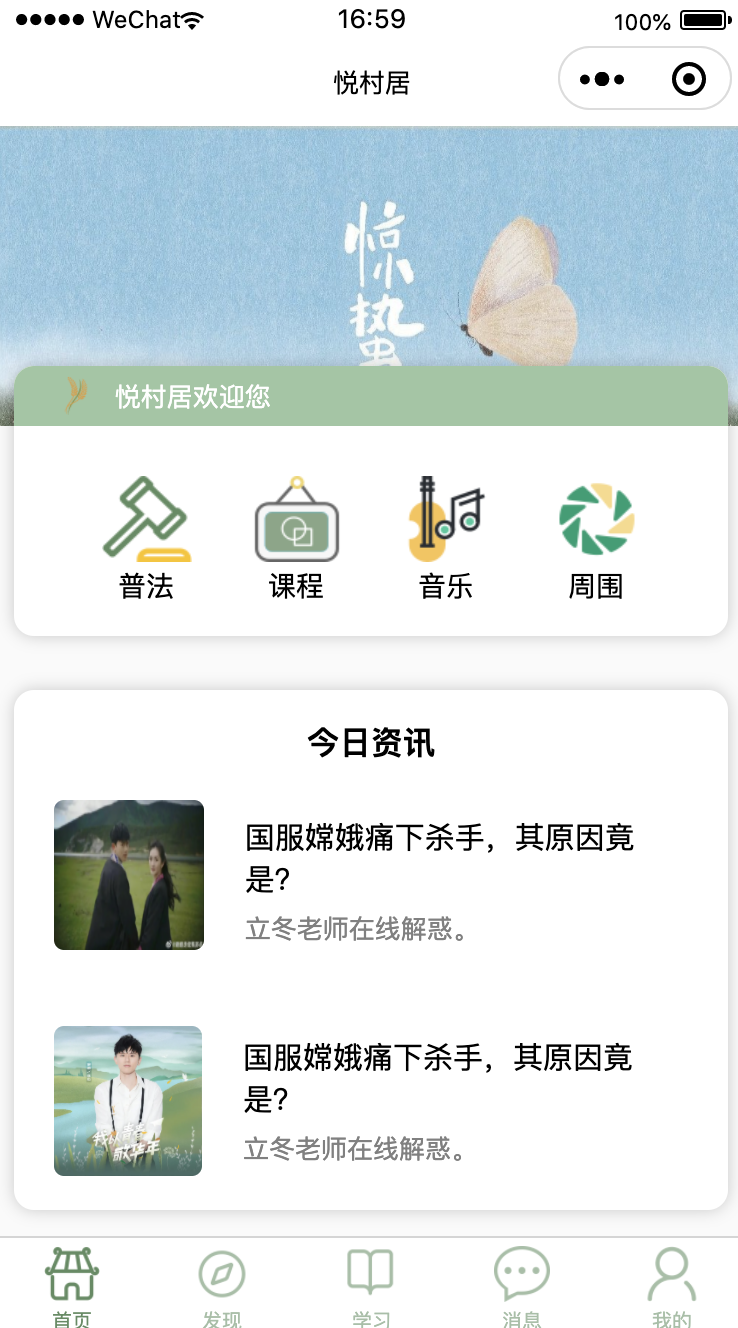 WeChat
16:59
100%
悦村居
惊
蛰
悦村居欢迎您
普法
课程
音乐
周围
今日资讯
国服嫦娥痛下杀手，其原因竟
是？
立冬老师在线解惑。
国服嫦娥痛下杀手，其原因竟
是？
立冬老师在线解惑。
首页
发现
学习
消息
我的